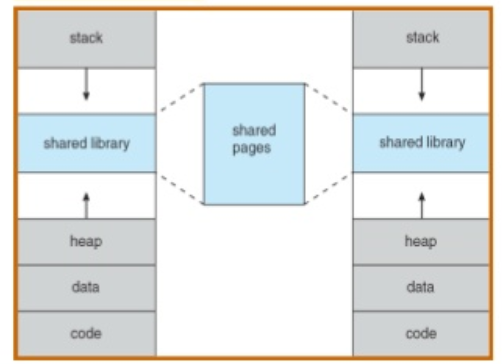 stack
shared library
heap
data
code
shared
pages
stack
shared library
heap
data
code